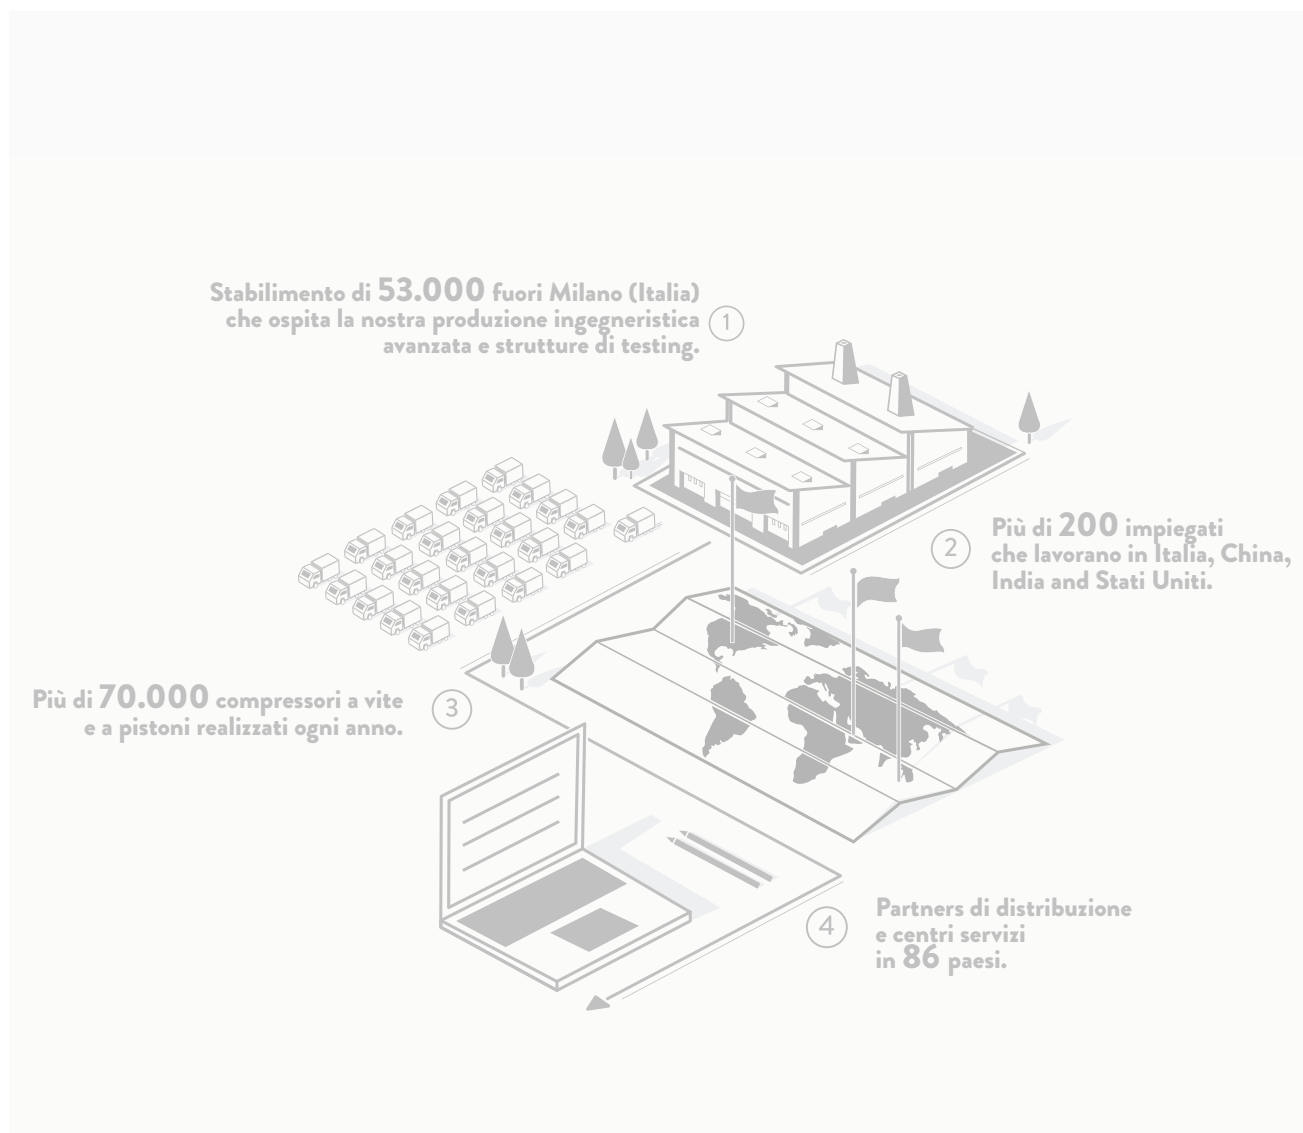 Stabilimento di 53.000 fuori Milano (Italia)
che ospita la nostra produzione ingegneristica
avanzata e strutture di testing.
1
2
Più di 200 impiegati
che lavorano in Italia, China,
India and Stati Uniti.
Più di 70.000 compressori a vite
e a pistoni realizzati ogni anno.
3
4
Partners di distribuzione
e centri servizi
in 86 paesi.